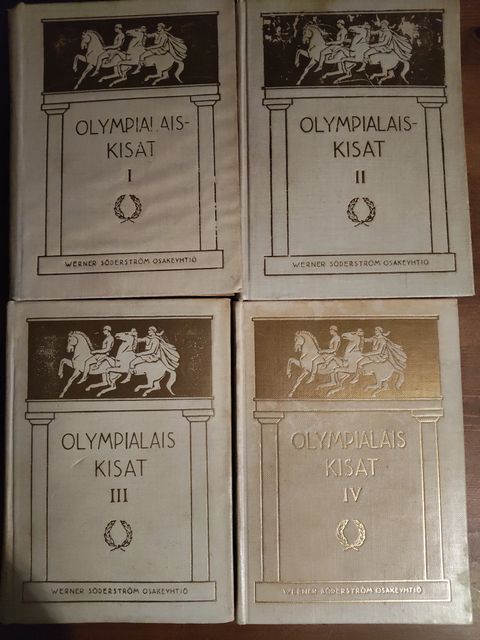 OLYMPIALAIS-
KISAT
I
WERNER SÖDERSTRÖM OSAKEYHTIÖ
OLYMPIALAIS-
KISAT
II
WERNER SÖDERSTRÖM OSAKEYHTIÖ
OLYMPIALAIS
KISAT
III
WERNER SÖDERSTRÖM OSAKEYHTIÖ
OLYMPIALAIS
KISAT
IV
WERNER SÖDERSTRÖM OSAKEYHTIÖ